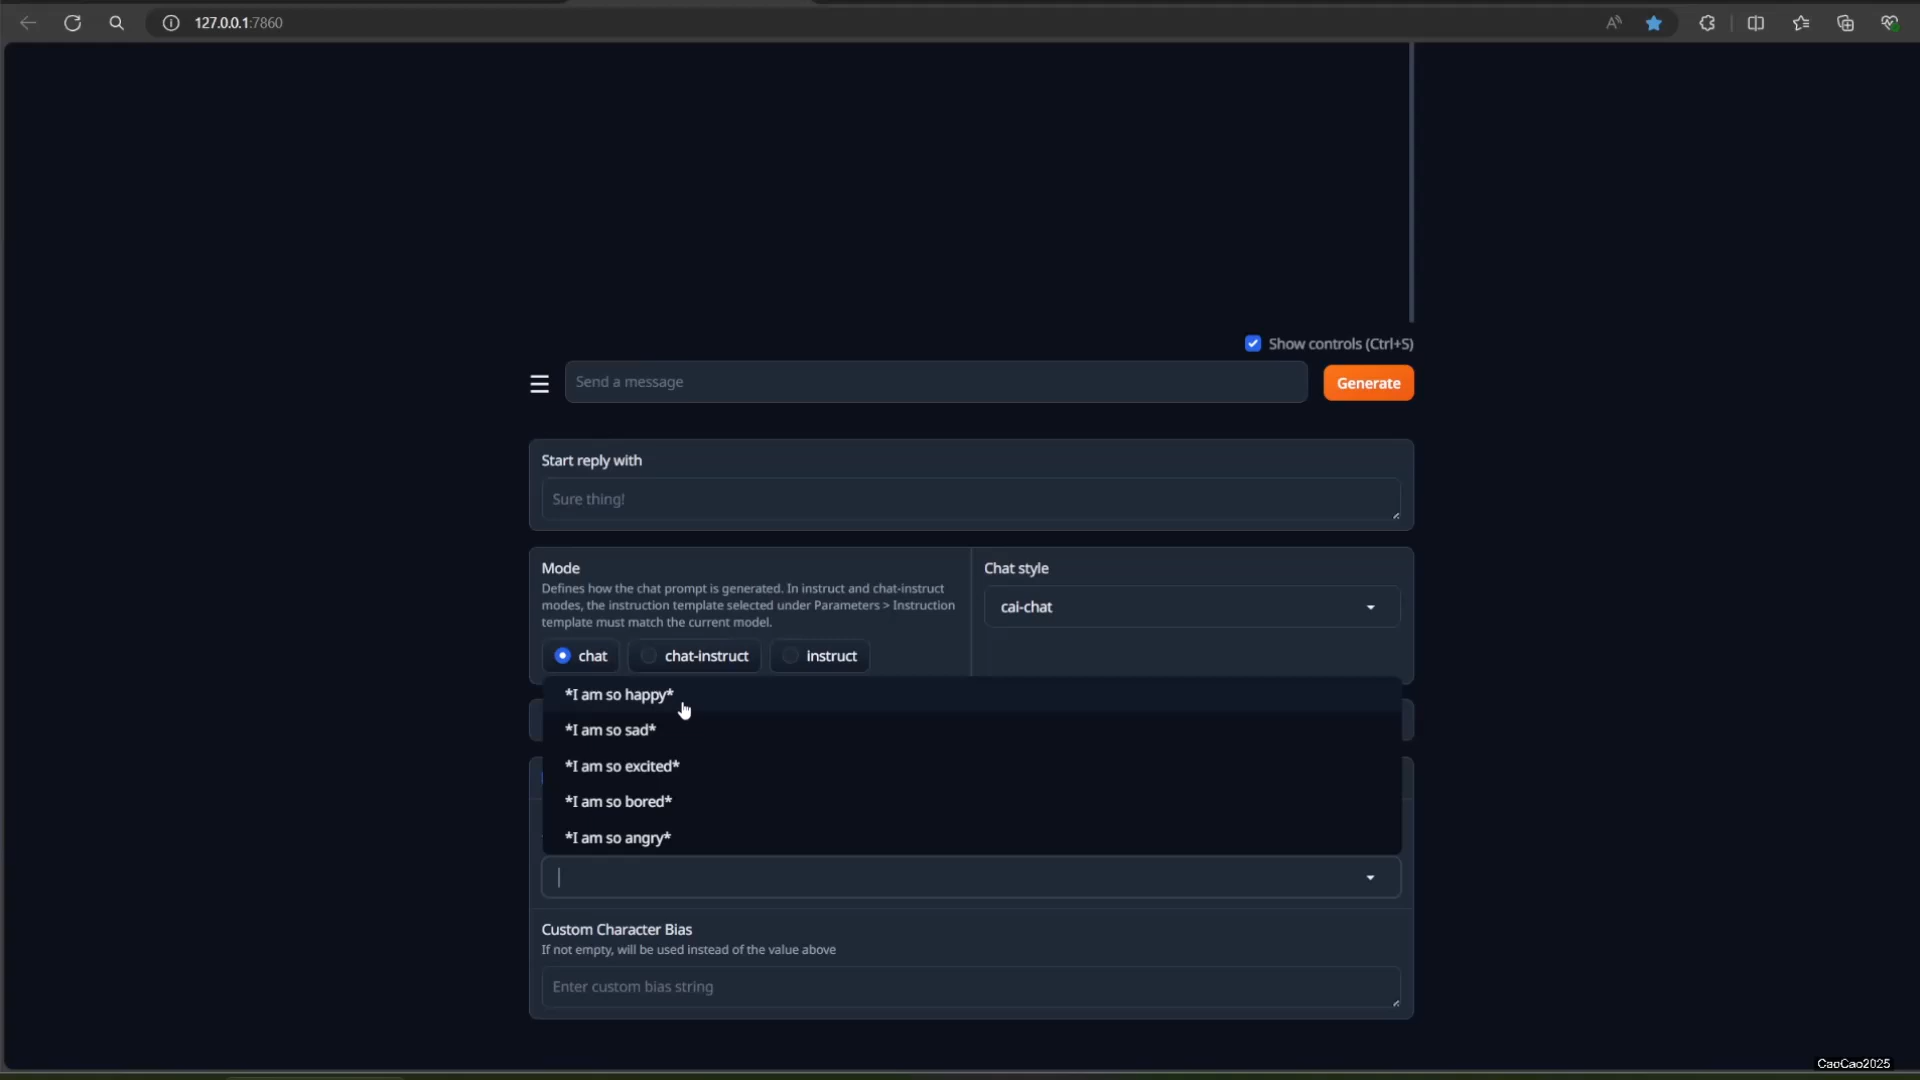 127.0.0.1:7860
Show controls (Ctrl+S)
Send a message
Generate
Start reply with
Sure thing!
Mode
Defines how the chat prompt is generated. In instruct and chat-instruct
modes, the instruction template selected under Parameters > Instruction
template must match the current model.
chat
chat-instruct
instruct
Chat style
cai-chat
*I am so happy*
*I am so sad*
*I am so excited*
*I am so bored*
*I am so angry*
Custom Character Bias
If not empty, will be used instead of the value above
Enter custom bias string
CaoCao2025